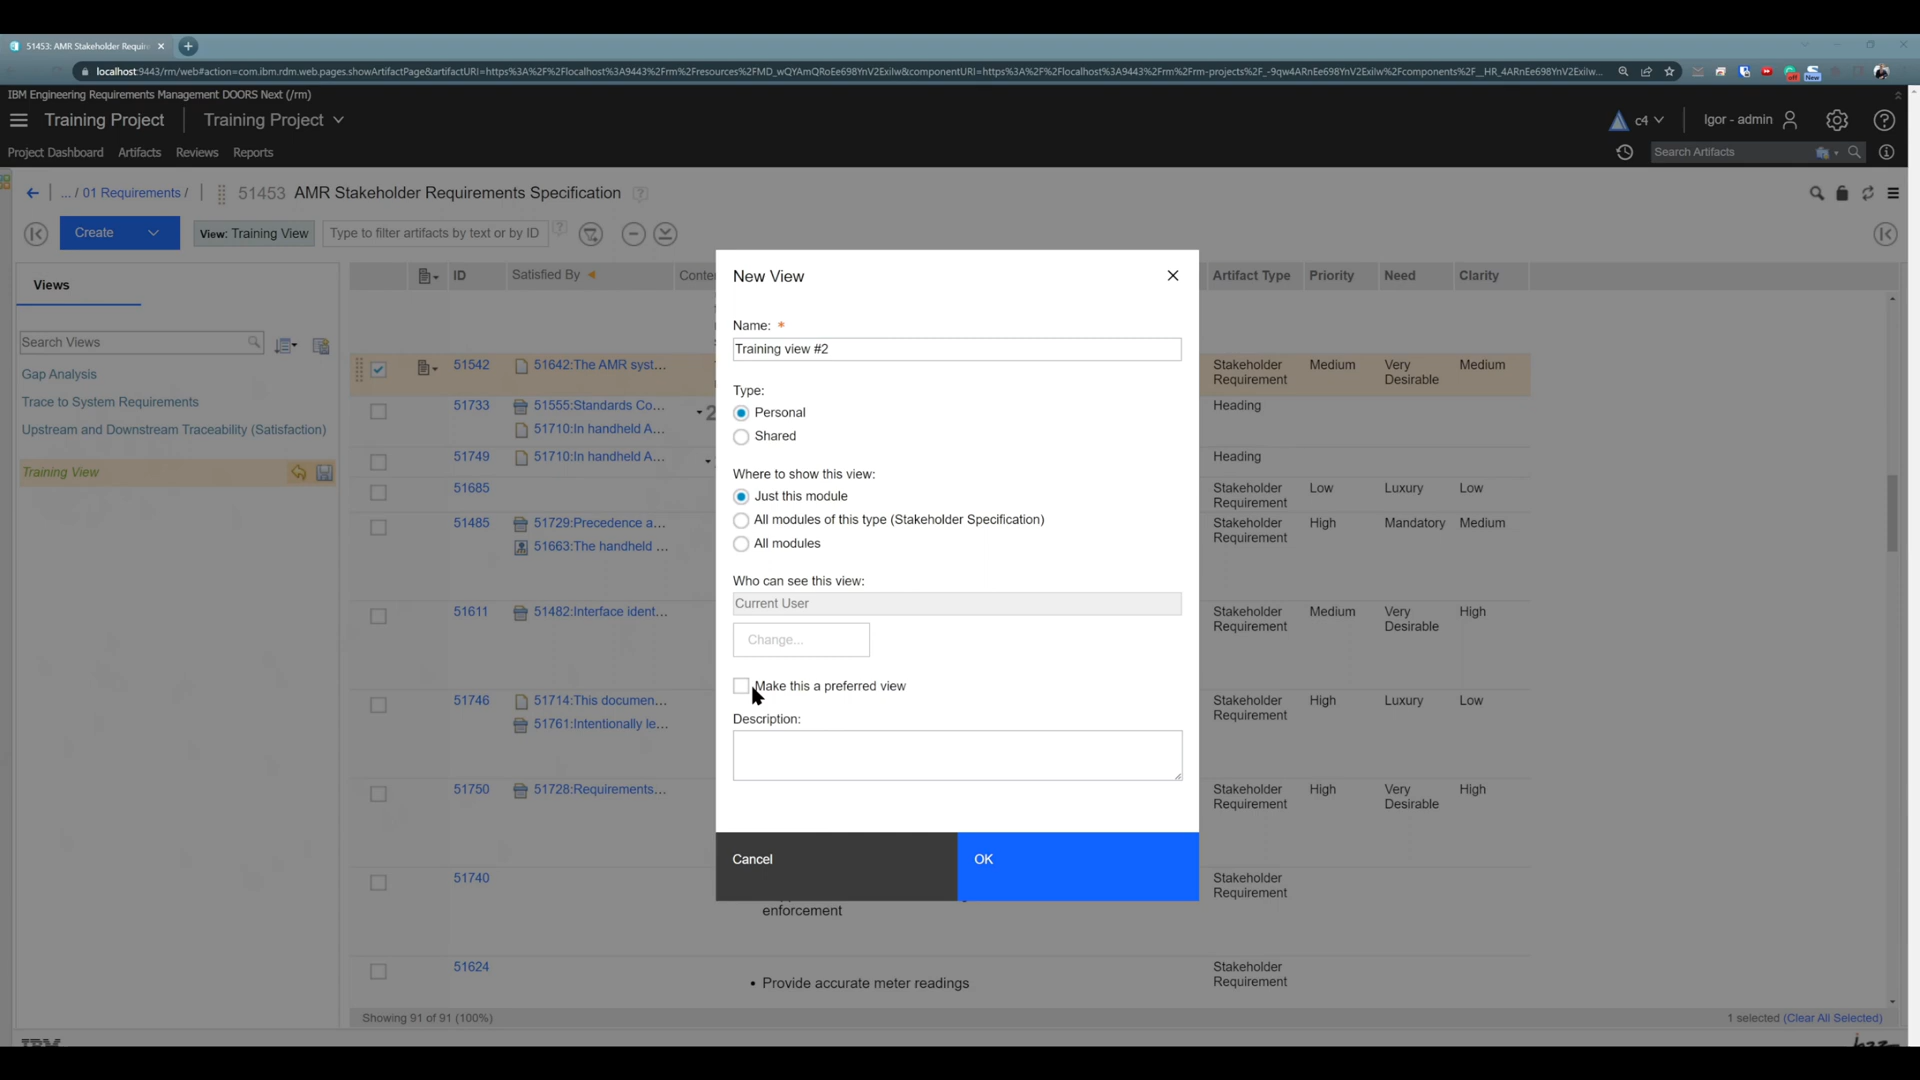 51453: AMR Stakeholder Requir
localhost:9443/rm/web#action=com.ibm.rdm.web.pages.showArtifactPage&artifactURI=https%3A%2F%2Flocalhost%3A9443%2Frm%2Fresources%2FMD_wQYAmQRoEe698YnV2Exilw&componentURI=https%3A%2F%2Flocalhost%3A9443%2Frm%2Frm-projects%2F_-9qw4ARnEe698YnV2Exilw%2Fcomponents%2F__HR_4ARnEe698YnV2Exilw...
off New
IBM Engineering Requirements Management DOORS Next (/rm)
Training Project Training Project c4 Igor - admin
Project Dashboard Artifacts Reviews Reports Search Artifacts
... / 01 Requirements / 51453 AMR Stakeholder Requirements Specification
Create View: Training View Type to filter artifacts by text or by ID
Views
Search Views
Gap Analysis
Trace to System Requirements
Upstream and Downstream Traceability (Satisfaction)
Training View
ID Satisfied By Conte Artifact Type Priority Need Clarity
51542 51642:The AMR syst... Stakeholder Medium Very Medium
Requirement Desirable
51733 51555:Standards Co... 2 Heading
51710:In handheld A...
51749 51710:In handheld A... Heading
51685 Stakeholder Low Luxury Low
Requirement
51485 51729:Precedence a... Stakeholder High Mandatory Medium
Requirement
51663:The handheld ...
51611 51482:Interface ident... Stakeholder Medium Very High
Requirement Desirable
51746 51714:This documen... Stakeholder High Luxury Low
Requirement
51761:Intentionally le...
51750 51728:Requirements... Stakeholder High Very High
Requirement Desirable
51740 Stakeholder
Requirement
enforcement
51624 Stakeholder
Requirement
• Provide accurate meter readings
Showing 91 of 91 (100%) 1 selected (Clear All Selected)
IBM
New View
Name: *
Training view #2
Type:
Personal
Shared
Where to show this view:
Just this module
All modules of this type (Stakeholder Specification)
All modules
Who can see this view:
Current User
Change...
Make this a preferred view
Description:
Cancel OK